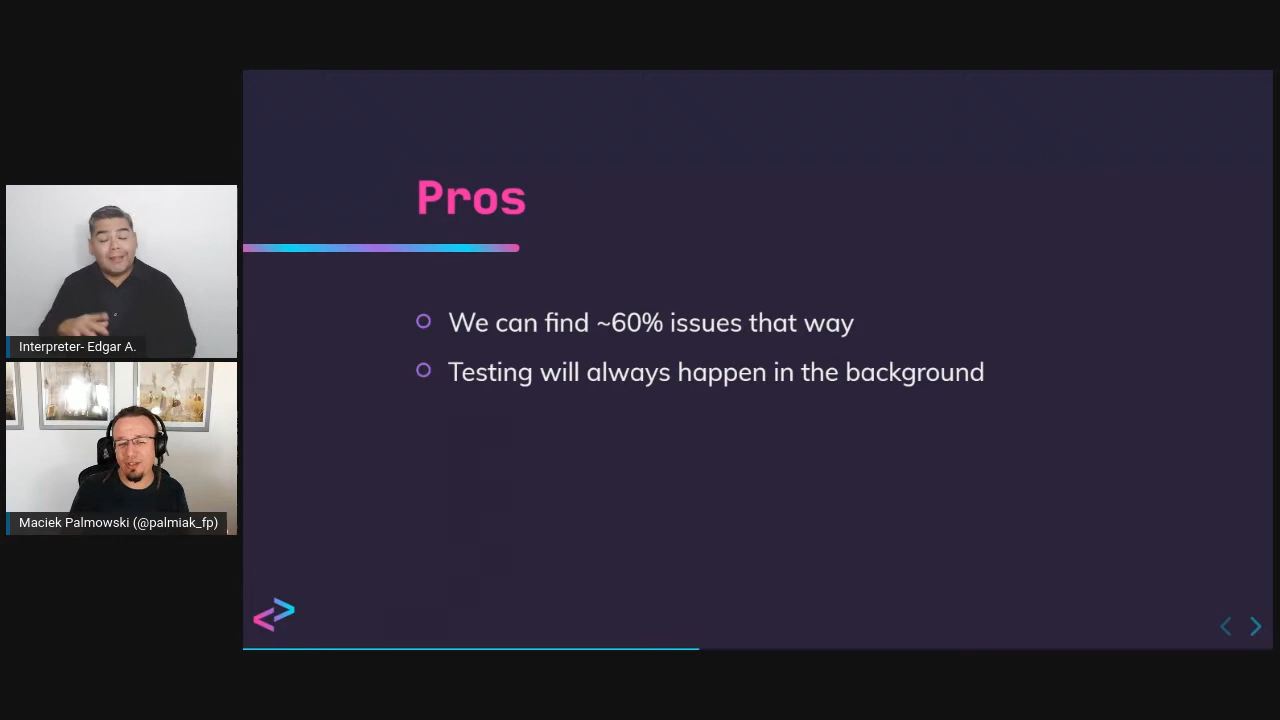 Pros
We can find ~60% issues that way
Testing will always happen in the background
Interpreter- Edgar A.
Maciek Palmowski (@palmiak_fp)
<>